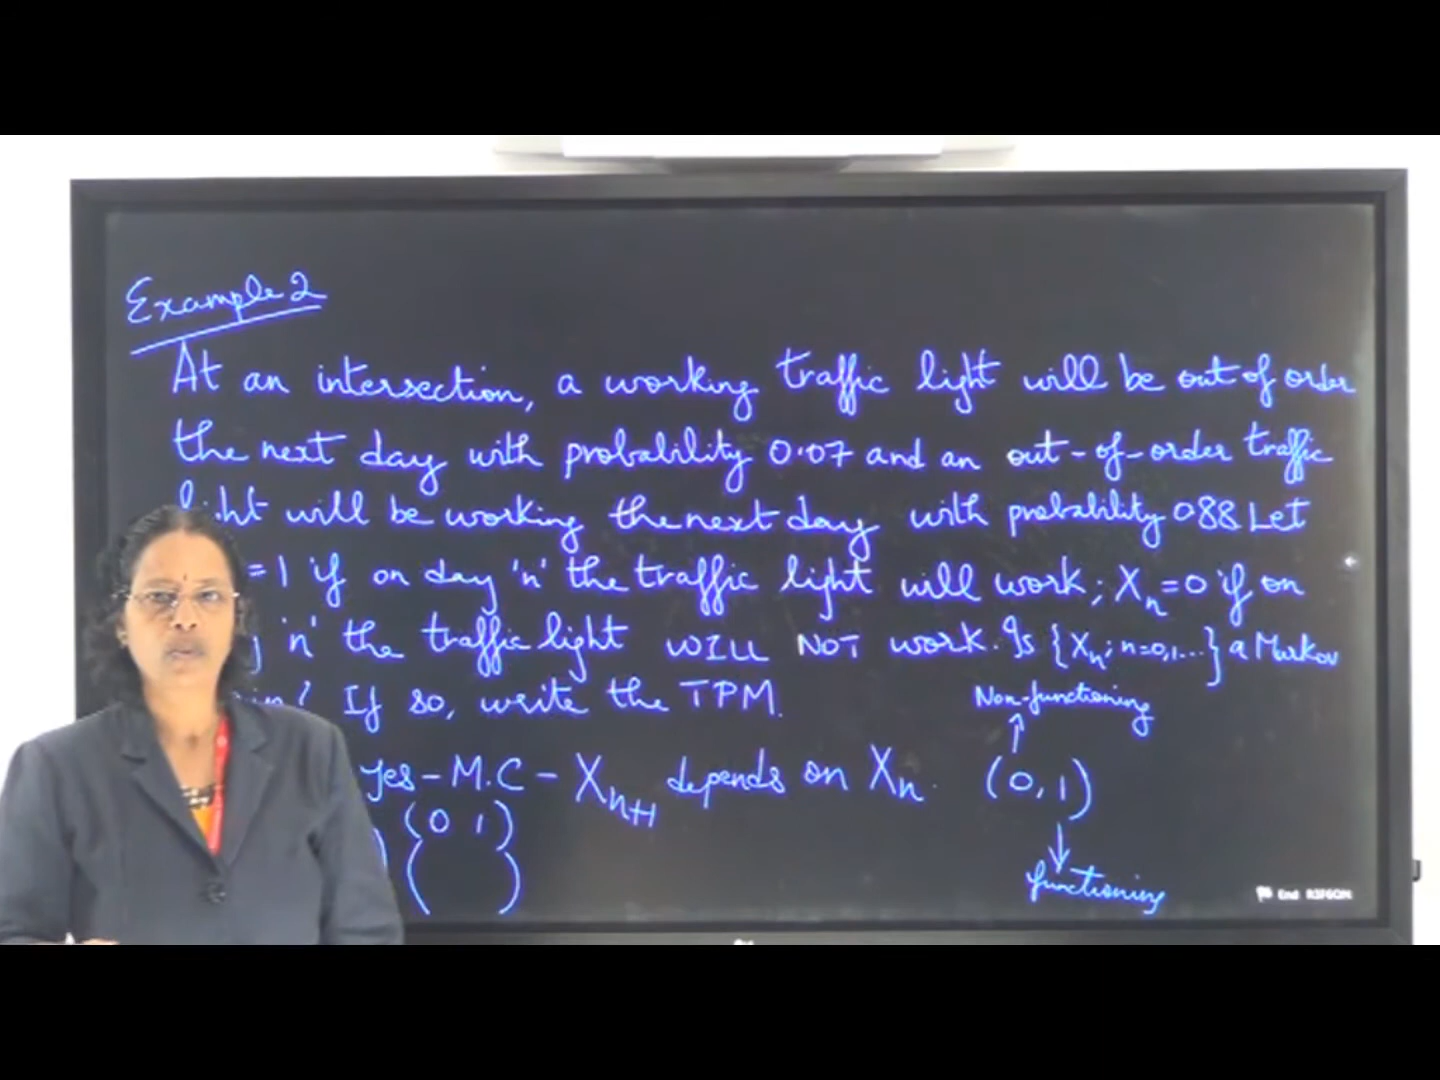 Example 2
At an intersection, a working traffic light will be out of order
the next day with probability 0.07 and an out-of-order traffic
light will be working the next day with probability 088 Let
=1 if on day 'n' the traffic light will work; Xn=0 if on
'n' the traffic light WILL NOT work. Is {Xn; n=0,1....} a Markov
If so, write the TPM.
Non-functioning
Yes - M.C - Xn+1 depends on Xn. (0, 1)
(0 1)
functioning
End